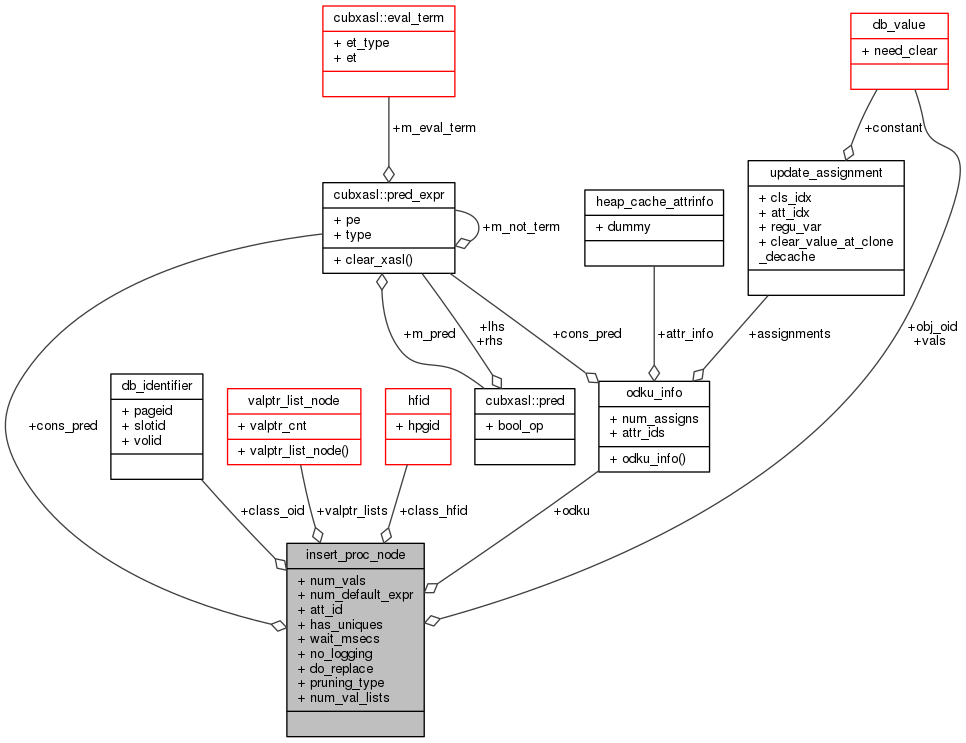 cubxasl::eval_term
+ et_type
+ et
db_value
+ need_clear
+m_eval_term
+constant
cubxasl::pred_expr
+ pe
+ type
+ clear_xasl()
+m_not_term
heap_cache_attrinfo
+ dummy
update_assignment
+ cls_idx
+ att_idx
+ regu_var
+ clear_value_at_clone
_decache
+m_pred
+lhs
+rhs
+cons_pred
+attr_info
+assignments
+obj_oid
+vals
+cons_pred
db_identifier
+ pageid
+ slotid
+ volid
valptr_list_node
+ valptr_cnt
+ valptr_list_node()
hfid
+ hpgid
cubxasl::pred
+ bool_op
odku_info
+ num_assigns
+ attr_ids
+ odku_info()
+class_oid
+valptr_lists
+class_hfid
+odku
insert_proc_node
+ num_vals
+ num_default_expr
+ att_id
+ has_uniques
+ wait_msecs
+ no_logging
+ do_replace
+ pruning_type
+ num_val_lists